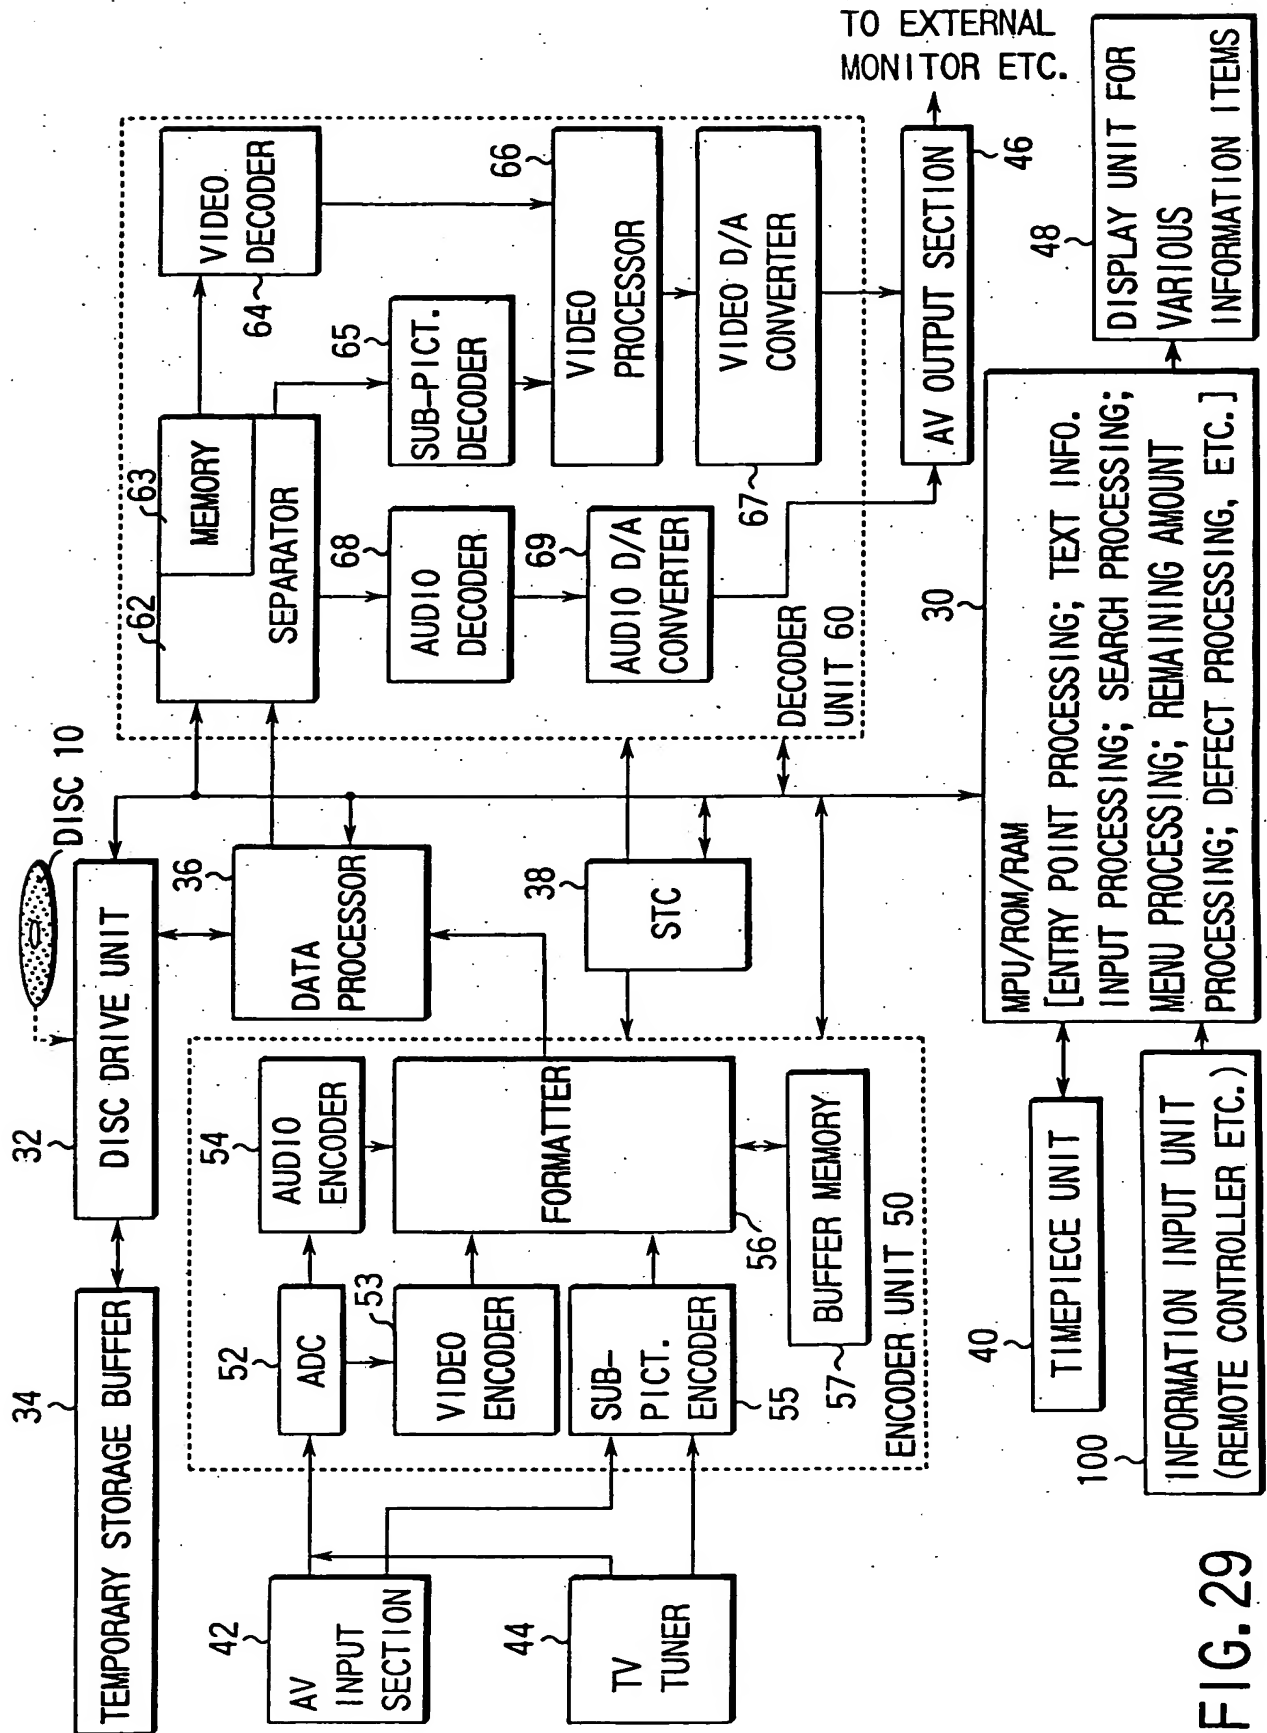 34
TEMPORARY STORAGE BUFFER
32
DISC DRIVE UNIT
DISC 10
42
AV
INPUT
SECTION
44
TV
TUNER
52
ADC
53
VIDEO
ENCODER
SUB-
PICT.
ENCODER
55
54
AUDIO
ENCODER
FORMATTER
56
BUFFER MEMORY
57
ENCODER UNIT 50
36
DATA
PROCESSOR
38
STC
62
63
MEMORY
SEPARATOR
VIDEO
DECODER
64
65
SUB-PICT.
DECODER
68
AUDIO
DECODER
66
VIDEO
PROCESSOR
69
AUDIO D/A
CONVERTER
VIDEO D/A
CONVERTER
67
DECODER
UNIT 60
TO EXTERNAL
MONITOR ETC.
AV OUTPUT SECTION
46
40
TIMEPIECE UNIT
100
INFORMATION INPUT UNIT
(REMOTE CONTROLLER ETC.)
30
MPU/ROM/RAM
[ENTRY POINT PROCESSING; TEXT INFO.
INPUT PROCESSING; SEARCH PROCESSING;
MENU PROCESSING; REMAINING AMOUNT
PROCESSING; DEFECT PROCESSING, ETC.]
48
DISPLAY UNIT FOR
VARIOUS
INFORMATION ITEMS
FIG. 29